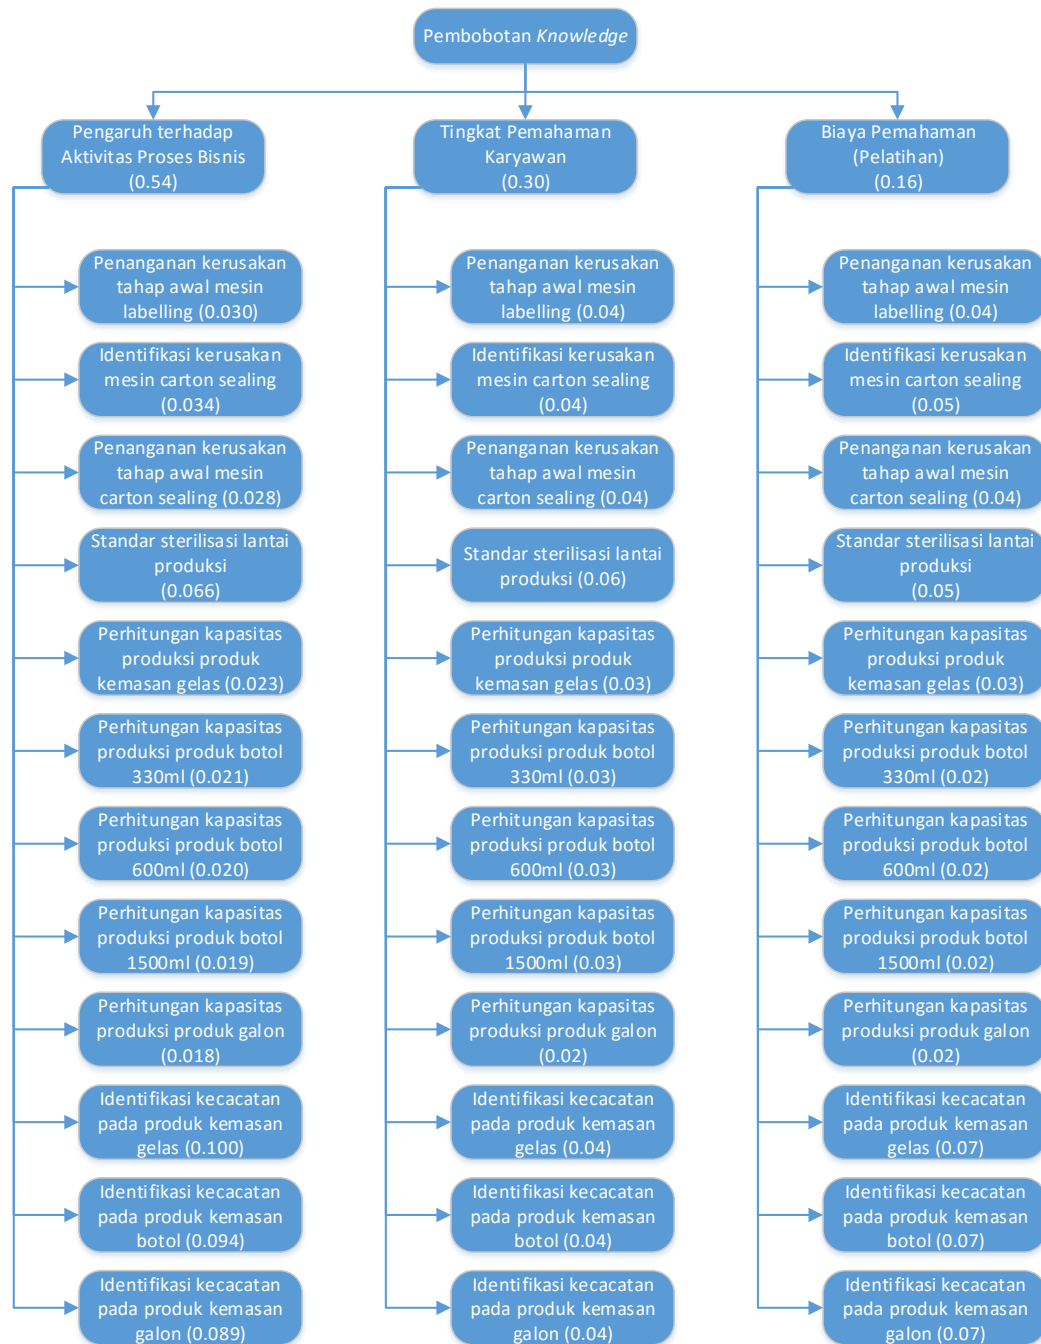 Pembobotan Knowledge
Pengaruh terhadap
Aktivitas Proses Bisnis
(0.54)
Penanganan kerusakan
tahap awal mesin
labelling (0.030)
Identifikasi kerusakan
mesin carton sealing
(0.034)
Penanganan kerusakan
tahap awal mesin
carton sealing (0.028)
Standar sterilisasi lantai
produksi
(0.066)
Perhitungan kapasitas
produksi produk
kemasan gelas (0.023)
Perhitungan kapasitas
produksi produk botol
330ml (0.021)
Perhitungan kapasitas
produksi produk botol
600ml (0.020)
Perhitungan kapasitas
produksi produk botol
1500ml (0.019)
Perhitungan kapasitas
produksi produk galon
(0.018)
Identifikasi kecacatan
pada produk kemasan
gelas (0.100)
Identifikasi kecacatan
pada produk kemasan
botol (0.094)
Identifikasi kecacatan
pada produk kemasan
galon (0.089)
Tingkat Pemahaman
Karyawan
(0.30)
Penanganan kerusakan
tahap awal mesin
labelling (0.04)
Identifikasi kerusakan
mesin carton sealing
(0.04)
Penanganan kerusakan
tahap awal mesin
carton sealing (0.04)
Standar sterilisasi lantai
produksi (0.06)
Perhitungan kapasitas
produksi produk
kemasan gelas (0.03)
Perhitungan kapasitas
produksi produk botol
330ml (0.03)
Perhitungan kapasitas
produksi produk botol
600ml (0.03)
Perhitungan kapasitas
produksi produk botol
1500ml (0.03)
Perhitungan kapasitas
produksi produk galon
(0.02)
Identifikasi kecacatan
pada produk kemasan
gelas (0.04)
Identifikasi kecacatan
pada produk kemasan
botol (0.04)
Identifikasi kecacatan
pada produk kemasan
galon (0.04)
Biaya Pemahaman
(Pelatihan)
(0.16)
Penanganan kerusakan
tahap awal mesin
labelling (0.04)
Identifikasi kerusakan
mesin carton sealing
(0.05)
Penanganan kerusakan
tahap awal mesin
carton sealing (0.04)
Standar sterilisasi lantai
produksi
(0.05)
Perhitungan kapasitas
produksi produk
kemasan gelas (0.03)
Perhitungan kapasitas
produksi produk botol
330ml (0.02)
Perhitungan kapasitas
produksi produk botol
600ml (0.02)
Perhitungan kapasitas
produksi produk botol
1500ml (0.02)
Perhitungan kapasitas
produksi produk galon
(0.02)
Identifikasi kecacatan
pada produk kemasan
gelas (0.07)
Identifikasi kecacatan
pada produk kemasan
botol (0.07)
Identifikasi kecacatan
pada produk kemasan
galon (0.07)